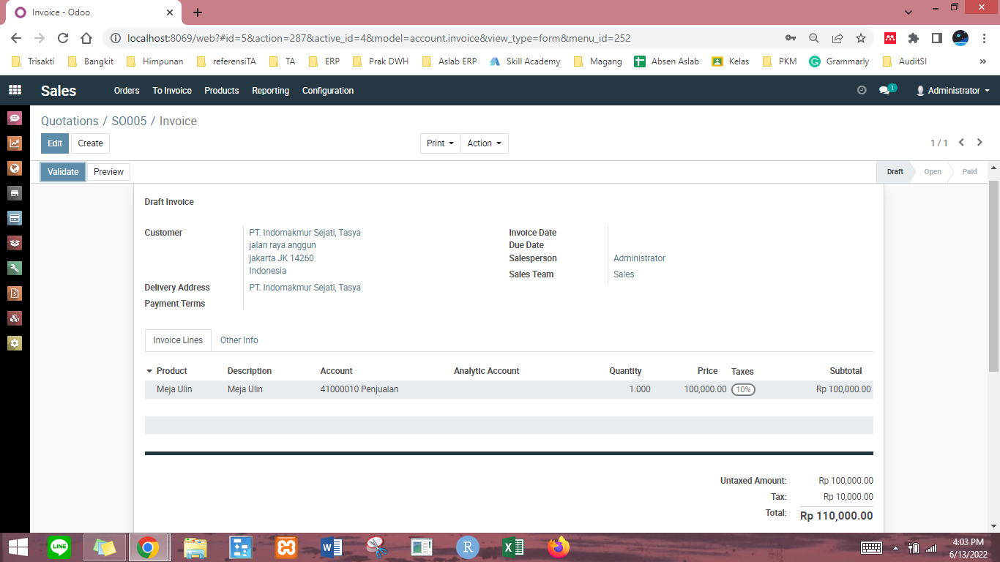 Invoice - Odoo
localhost:8069/web?#id=5&action=287&active_id=4&model=account.invoice&view_type=form&menu_id=252
Trisakti Bangkit Himpunan referensiTA TA ERP Prak DWH Aslab ERP Skill Academy Magang Absen Aslab Kelas PKM Grammarly AuditSI »
Sales Orders To Invoice Products Reporting Configuration 1 Administrator
Quotations / SO005 / Invoice
Edit Create Print Action 1 / 1
Validate Preview Draft Open Paid
Draft Invoice
Customer PT. Indomakmur Sejati, Tasya Invoice Date
jalan raya anggun Due Date
jakarta JK 14260 Salesperson Administrator
Indonesia Sales Team Sales
Delivery Address PT. Indomakmur Sejati, Tasya
Payment Terms
Invoice Lines Other Info
Product Description Account Analytic Account Quantity Price Taxes Subtotal
Meja Ulin Meja Ulin 41000010 Penjualan 1.000 100,000.00 10% Rp 100,000.00
Untaxed Amount: Rp 100,000.00
Tax: Rp 10,000.00
Total: Rp 110,000.00
LINE
4:03 PM
6/13/2022